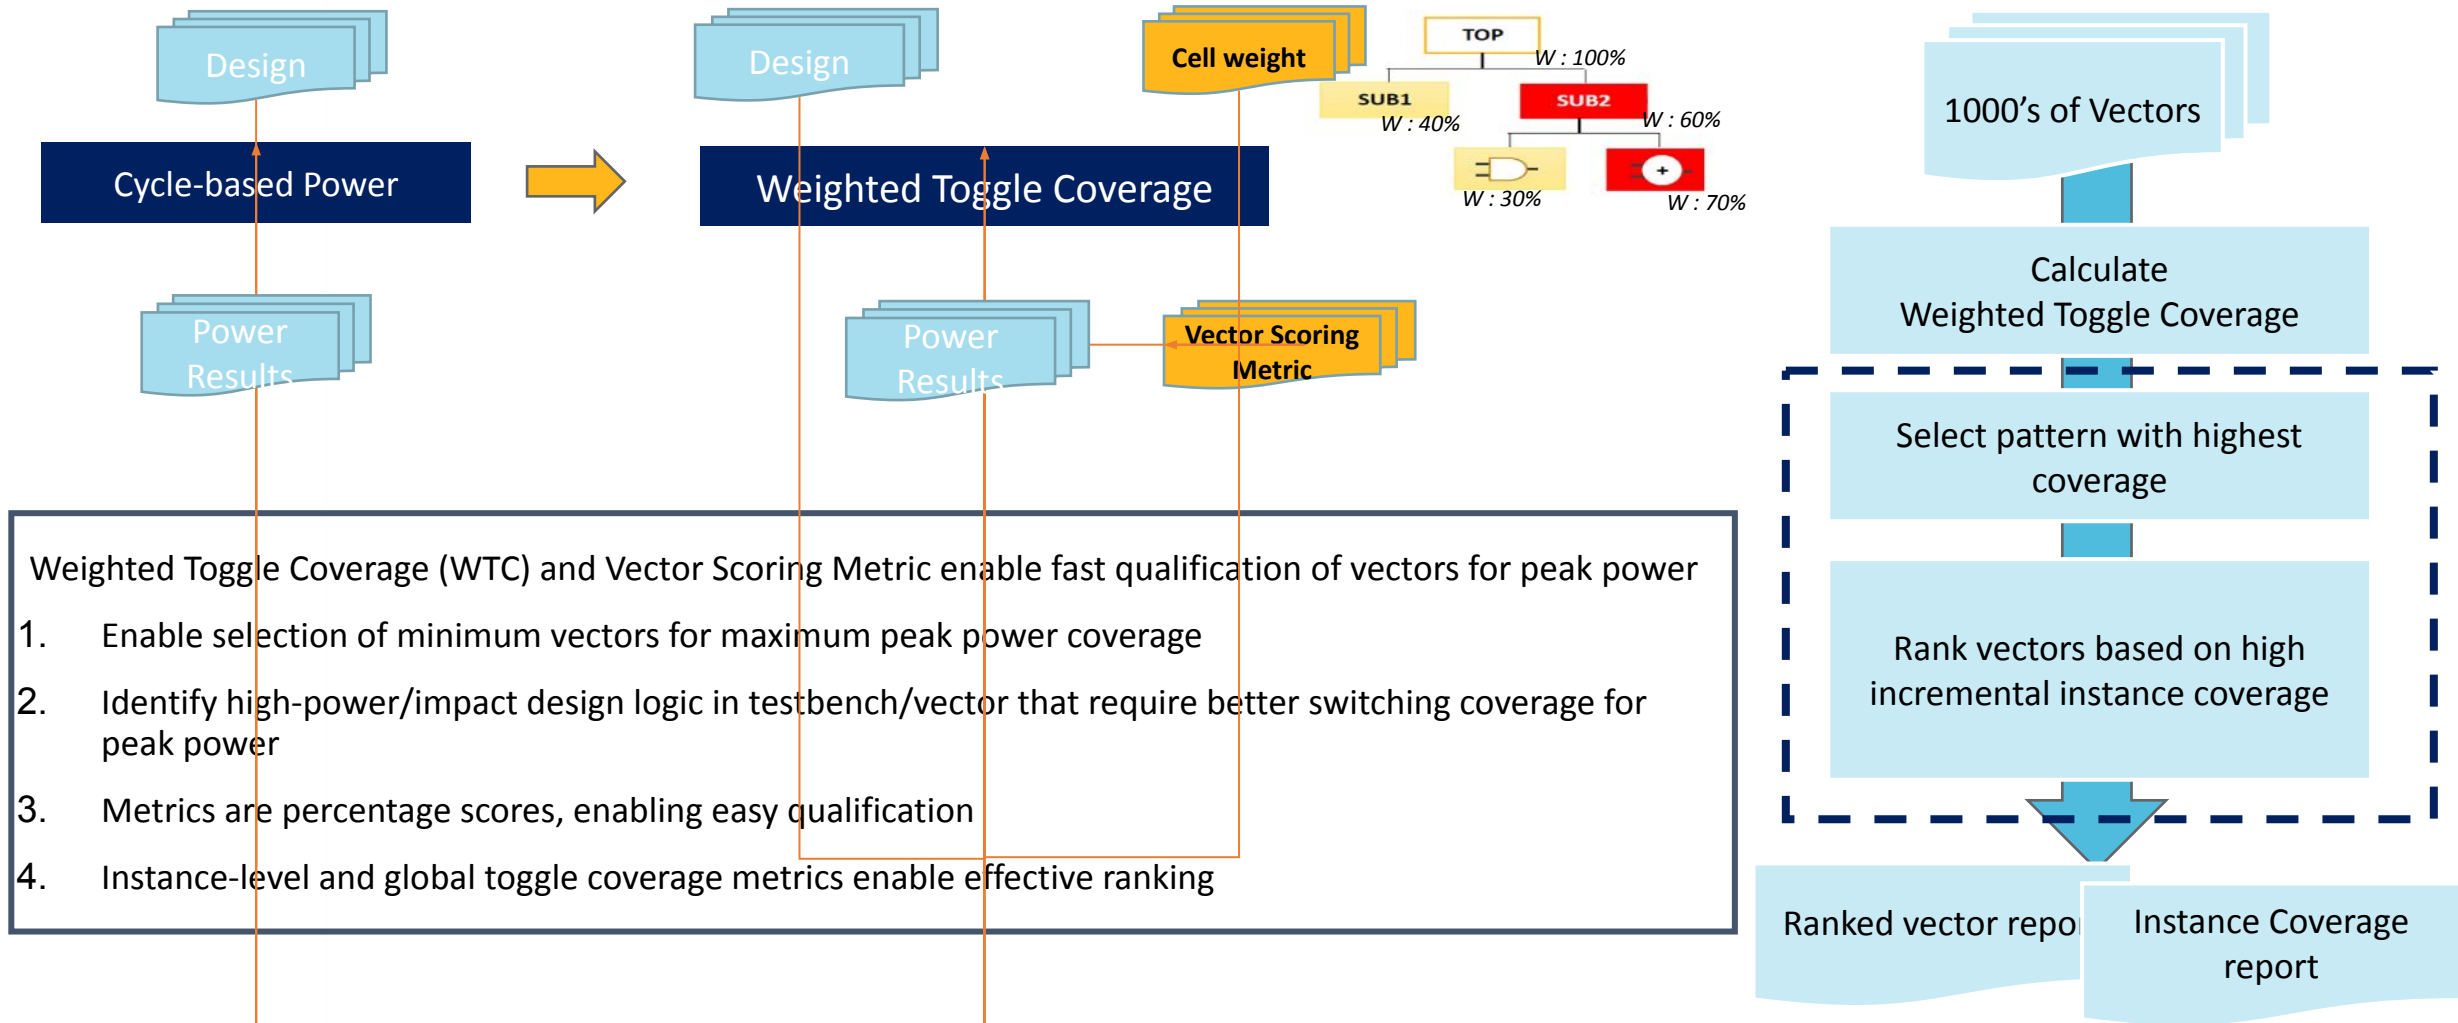 Design
Cycle-based Power
Power
Results
Design
Cell weight
Weighted Toggle Coverage
Power
Results
Vector Scoring
Metric
TOP
W : 100%
SUB1
W : 40%
SUB2
W : 60%
W : 30%
+
W : 70%
Weighted Toggle Coverage (WTC) and Vector Scoring Metric enable fast qualification of vectors for peak power
1. Enable selection of minimum vectors for maximum peak power coverage
2. Identify high-power/impact design logic in testbench/vector that require better switching coverage for
peak power
3. Metrics are percentage scores, enabling easy qualification
4. Instance-level and global toggle coverage metrics enable effective ranking
1000's of Vectors
Calculate
Weighted Toggle Coverage
Select pattern with highest
coverage
Rank vectors based on high
incremental instance coverage
Ranked vector repo
Instance Coverage
report